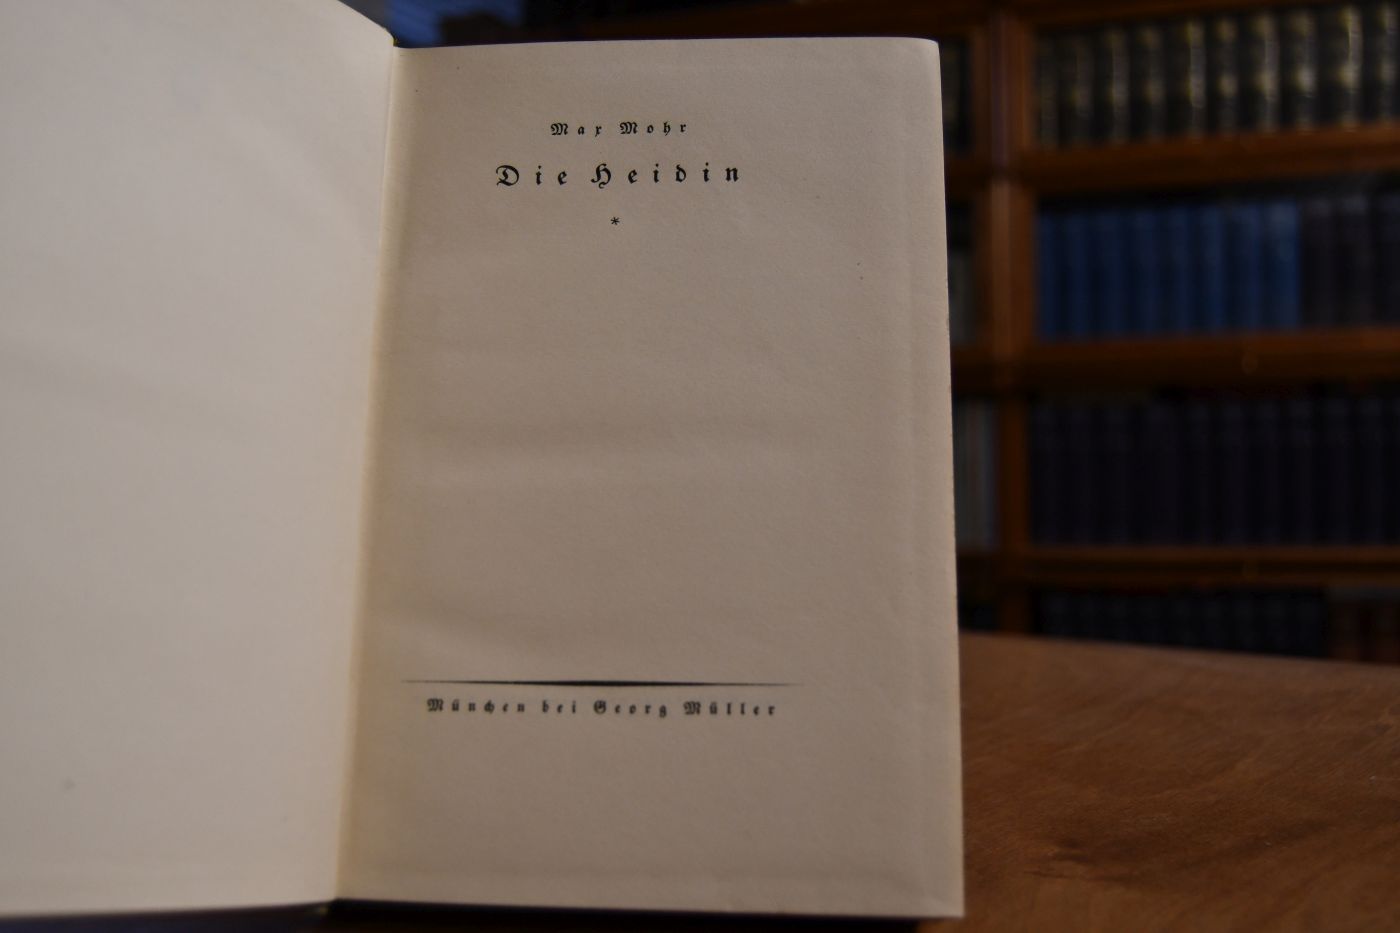 Max Mohr
Die Heidin
*
München bei Georg Müller